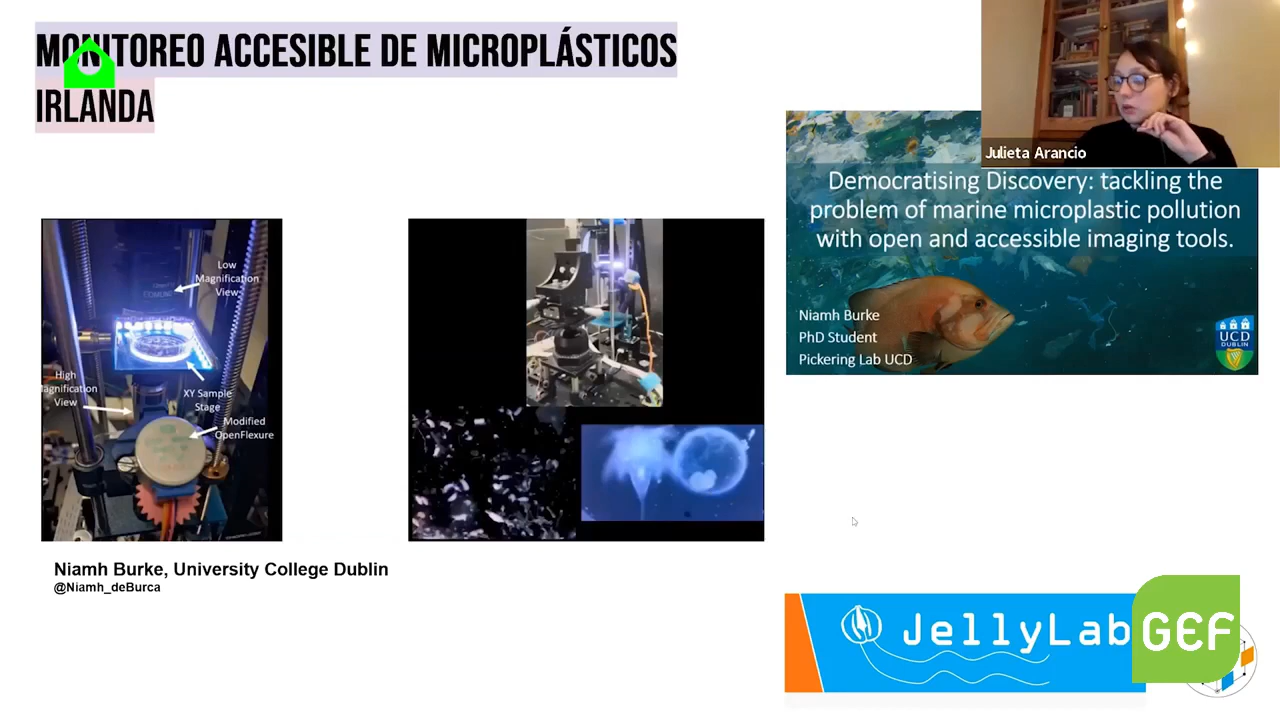 MONITOREO ACCESIBLE DE MICROPLÁSTICOS
IRLANDA
Julieta Arancio
Democratising Discovery: tackling the
problem of marine microplastic pollution
with open and accessible imaging tools.
Niamh Burke
PhD Student
Pickering Lab UCD
UCD
DUBLIN
Low
Magnification
View
High
Magnification
View
XY Sample
Stage
Modified
OpenFlexure
Niamh Burke, University College Dublin
@Niamh_deBurca
JellyLab
GEF